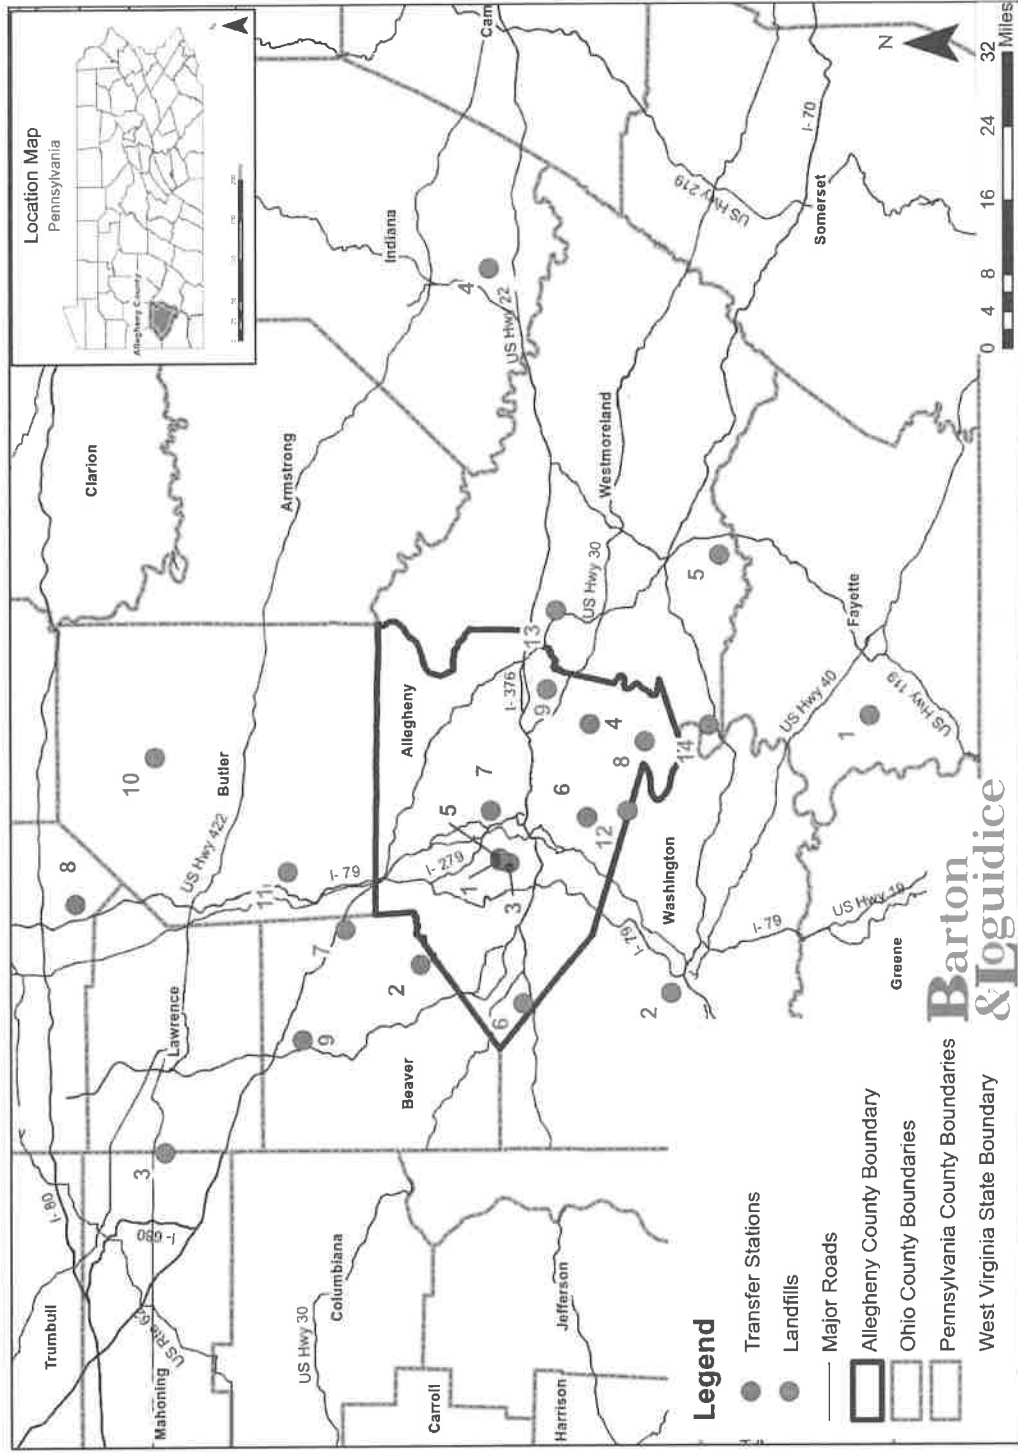 Location Map
Pennsylvania
Allegheny County
N
Clarion
Armstrong
Indiana
Cam
4
US Hwy 22
US Hwy 219
I- 70
Somerset
Westmoreland
US Hwy 30
5
Fayette
US Hwy 40
US Hwy 119
1
10
Butler
US Hwy 422
8
11
I- 79
Allegheny
I- 376
13
9
4
8
14
7
5
6
12
I- 279
1
3
7
2
9
6
Beaver
Lawrence
3
Washington
I-79
2
I- 79
US Hwy 19
Greene
I- 80
I- 680
Trumbull
Mahoning
Columbiana
US Hwy 30
Carroll
Jefferson
Harrison
Legend
Transfer Stations
Landfills
Major Roads
Allegheny County Boundary
Ohio County Boundaries
Pennsylvania County Boundaries
West Virginia State Boundary
Barton
&Loguidice
N
0 4 8 16 24 32
Miles